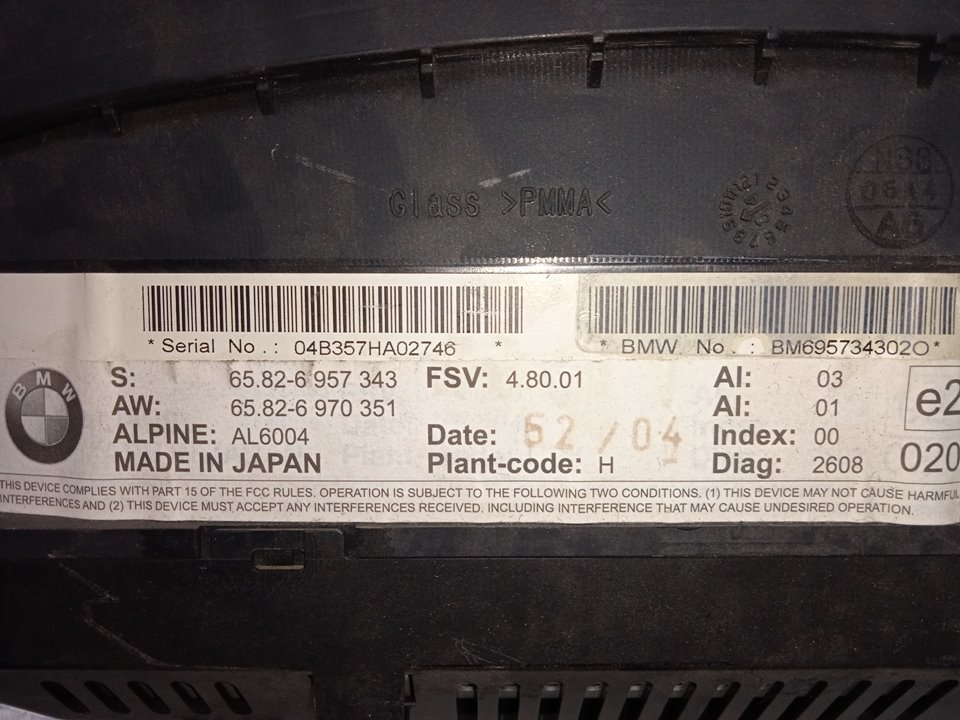 Glass >PMMA<
NSC
* Serial No. : 04B357HA02746 *
* BMW No. : BM695734302O*
BMW
S: 65.82-6 957 343 FSV: 4.80.01 AI: 03
AW: 65.82-6 970 351 AI: 01
ALPINE: AL6004 Date: 52/04 Index: 00
MADE IN JAPAN Plant-code: H Diag: 2608
e2
020
THIS DEVICE COMPLIES WITH PART 15 OF THE FCC RULES. OPERATION IS SUBJECT TO THE FOLLOWING TWO CONDITIONS. (1) THIS DEVICE MAY NOT CAUSE HARMFUL
INTERFERENCES AND (2) THIS DEVICE MUST ACCEPT ANY INTERFERENCES RECEIVED. INCLUDING INTERFERENCE THAT MAY CAUSE UNDESIRED OPERATION.